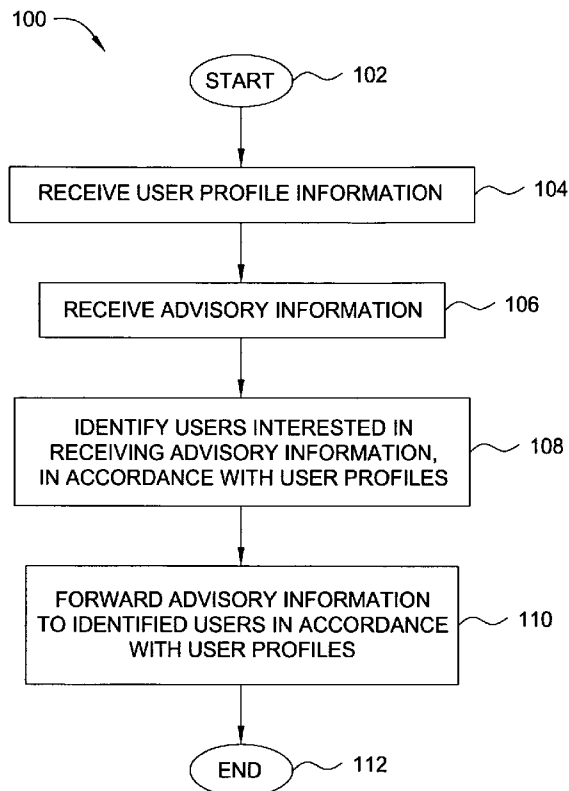 100
START
102
RECEIVE USER PROFILE INFORMATION
104
RECEIVE ADVISORY INFORMATION
106
IDENTIFY USERS INTERESTED IN
RECEIVING ADVISORY INFORMATION,
IN ACCORDANCE WITH USER PROFILES
108
FORWARD ADVISORY INFORMATION
TO IDENTIFIED USERS IN ACCORDANCE
WITH USER PROFILES
110
END
112